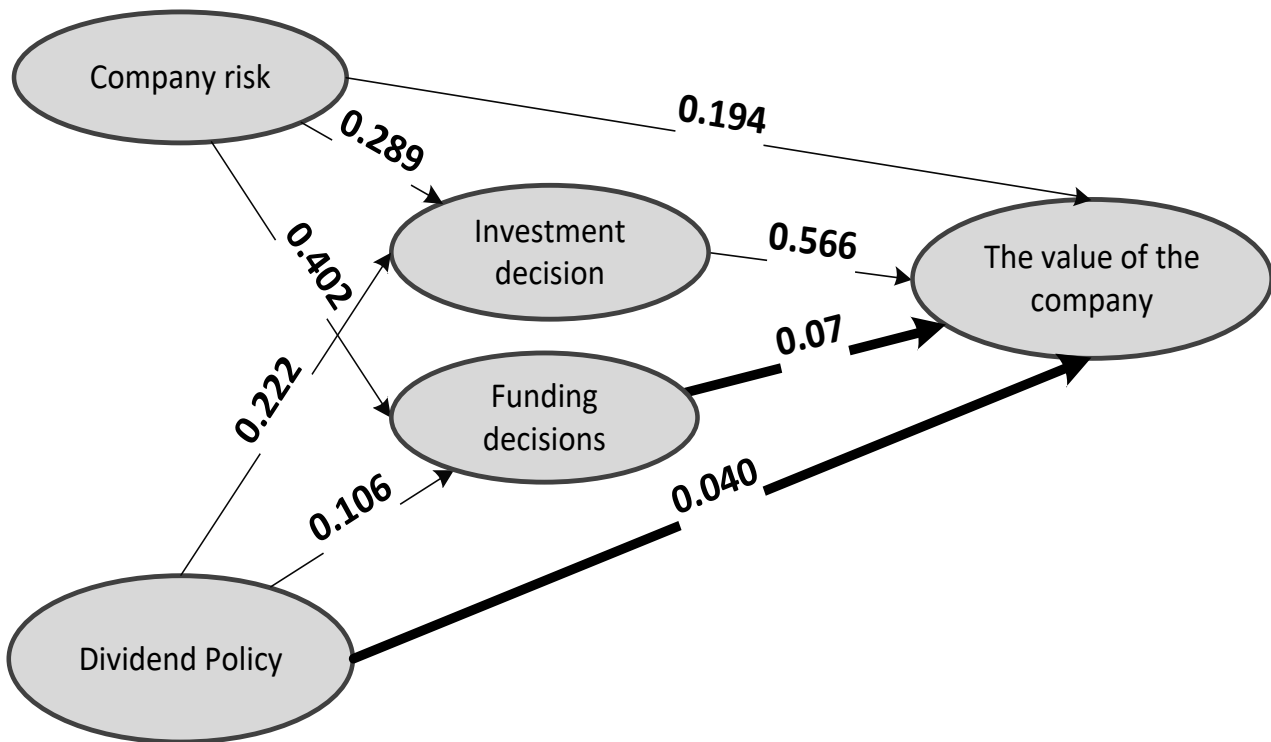 Company risk
0.194
0.289
Investment
decision
0.566
The value of the
company
0.402
0.222
0.07
Funding
decisions
0.106
0.040
Dividend Policy